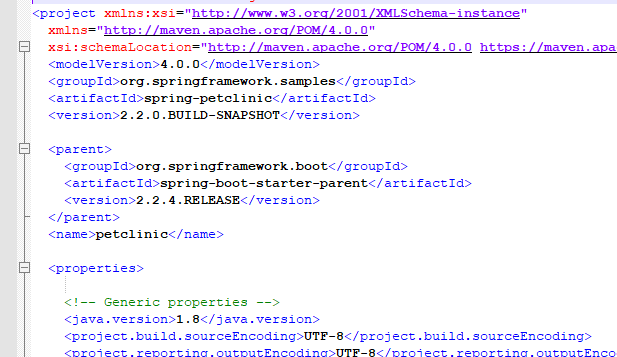 <project xmlns:xsi="http://www.w3.org/2001/XMLSchema-instance"
xmlns="http://maven.apache.org/POM/4.0.0"
xsi:schemaLocation="http://maven.apache.org/POM/4.0.0 https://maven.apa
<modelVersion>4.0.0</modelVersion>
<groupId>org.springframework.samples</groupId>
<artifactId>spring-petclinic</artifactId>
<version>2.2.0.BUILD-SNAPSHOT</version>
<parent>
<groupId>org.springframework.boot</groupId>
<artifactId>spring-boot-starter-parent</artifactId>
<version>2.2.4.RELEASE</version>
</parent>
<name>petclinic</name>
<properties>
<!-- Generic properties -->
<java.version>1.8</java.version>
<project.build.sourceEncoding>UTF-8</project.build.sourceEncoding>
<project.reporting.outputEncoding>UTF-8</project.reporting.outputEnco